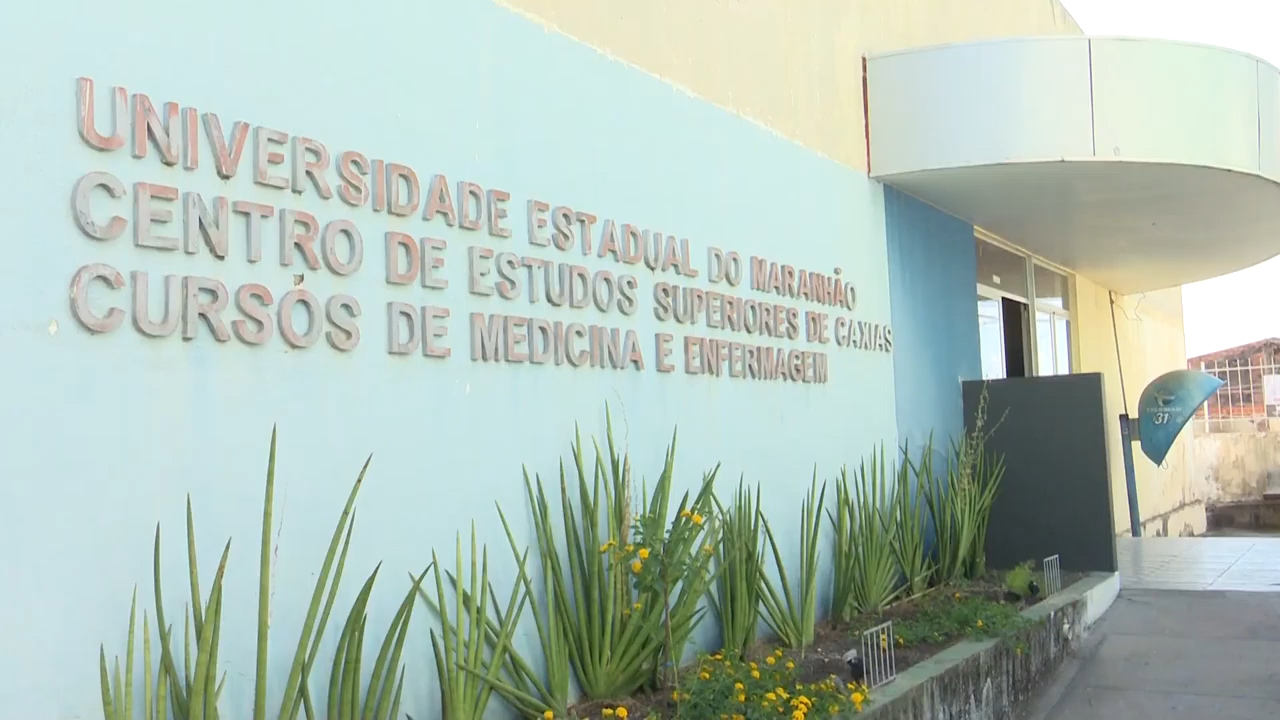 UNIVERSIDADE ESTADUAL DO MARANHÃO
CENTRO DE ESTUDOS SUPERIORES DE CAXIAS
CURSOS DE MEDICINA E ENFERMAGEM
31